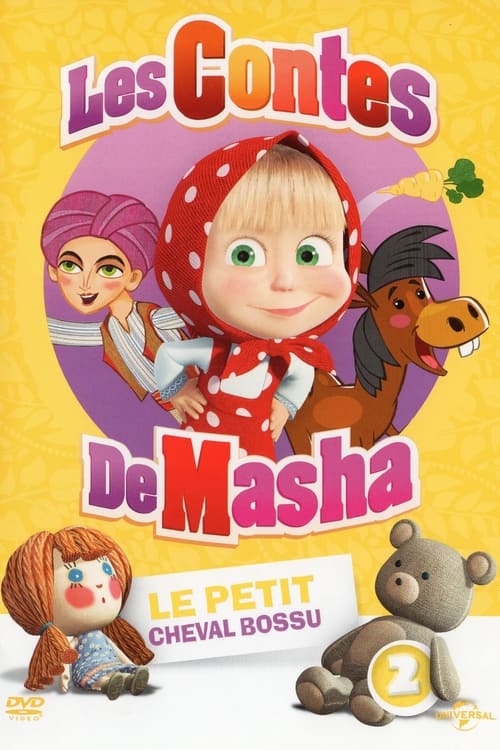 Les Contes
De Masha
LE PETIT
CHEVAL BOSSU
2
DVD
VIDEO
UNIVERSAL